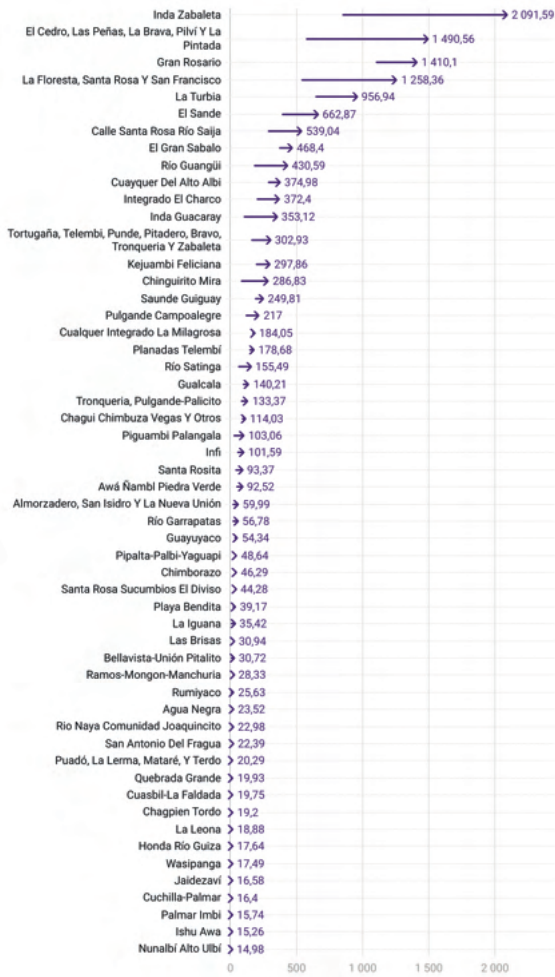 Inda Zabaleta 2 091,59
El Cedro, Las Peñas, La Brava, Pilví Y La
Pintada 1 490,56
Gran Rosario 1 410,1
La Floresta, Santa Rosa Y San Francisco 1 258,36
La Turbia 956,94
El Sande 662,87
Calle Santa Rosa Río Saija 539,04
El Gran Sabalo 468,4
Río Guangüi 430,59
Cuayquer Del Alto Albi 374,98
Integrado El Charco 372,4
Inda Guacaray 353,12
Tortugaña, Telembi, Punde, Pitadero, Bravo,
Tronqueria Y Zabaleta 302,93
Kejuambi Feliciana 297,86
Chinguirito Mira 286,83
Saunde Guiguay 249,81
Pulgande Campoalegre 217
Cualquer Integrado La Milagrosa 184,05
Planadas Telembí 178,68
Río Satinga 155,49
Gualcala 140,21
Tronqueria, Pulgande-Palicito 133,37
Chagui Chimbuza Vegas Y Otros 114,03
Piguambi Palangala 103,06
Infi 101,59
Santa Rosita 93,37
Awá Ñambl Piedra Verde 92,52
Almorzadero, San Isidro Y La Nueva Unión 59,99
Río Garrapatas 56,78
Guayuyaco 54,34
Pipalta-Palbi-Yaguapi 48,64
Chimborazo 46,29
Santa Rosa Sucumbios El Diviso 44,28
Playa Bendita 39,17
La Iguana 35,42
Las Brisas 30,94
Bellavista-Unión Pitalito 30,72
Ramos-Mongon-Manchuria 28,33
Rumiyaco 25,63
Agua Negra 23,52
Rio Naya Comunidad Joaquincito 22,98
San Antonio Del Fragua 22,39
Puadó, La Lerma, Mataré, Y Terdo 20,29
Quebrada Grande 19,93
Cuasbil-La Faldada 19,75
Chagpien Tordo 19,2
La Leona 18,88
Honda Río Guiza 17,64
Wasipanga 17,49
Jaidezaví 16,58
Cuchilla-Palmar 16,4
Palmar Imbi 15,74
Ishu Awa 15,26
Nunalbí Alto Ulbí 14,98
0 500 1 000 1 500 2 000